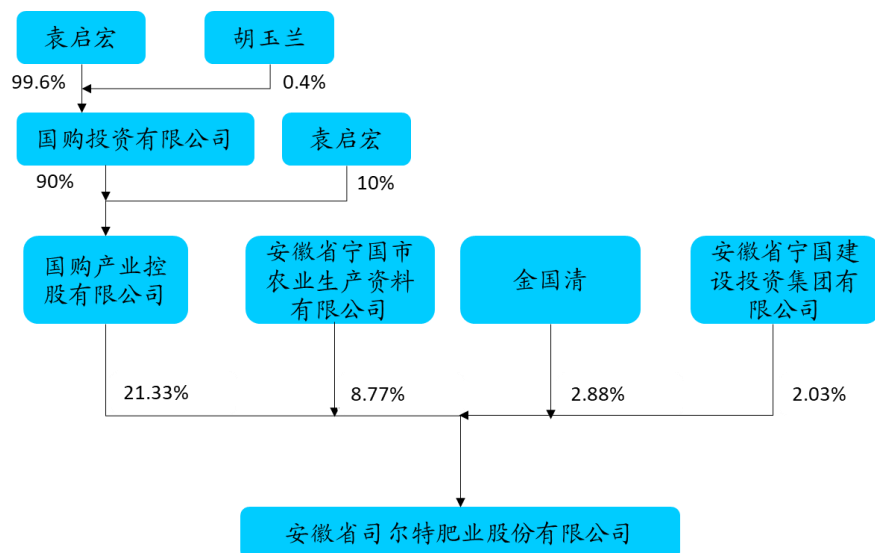 袁启宏
胡玉兰
99.6%
0.4%
国购投资有限公司
袁启宏
90%
10%
国购产业控
股有限公司
安徽省宁国市
农业生产资料
有限公司
金国清
安徽省宁国建
设投资集团有
限公司
21.33%
8.77%
2.88%
2.03%
安徽省司尔特肥业股份有限公司